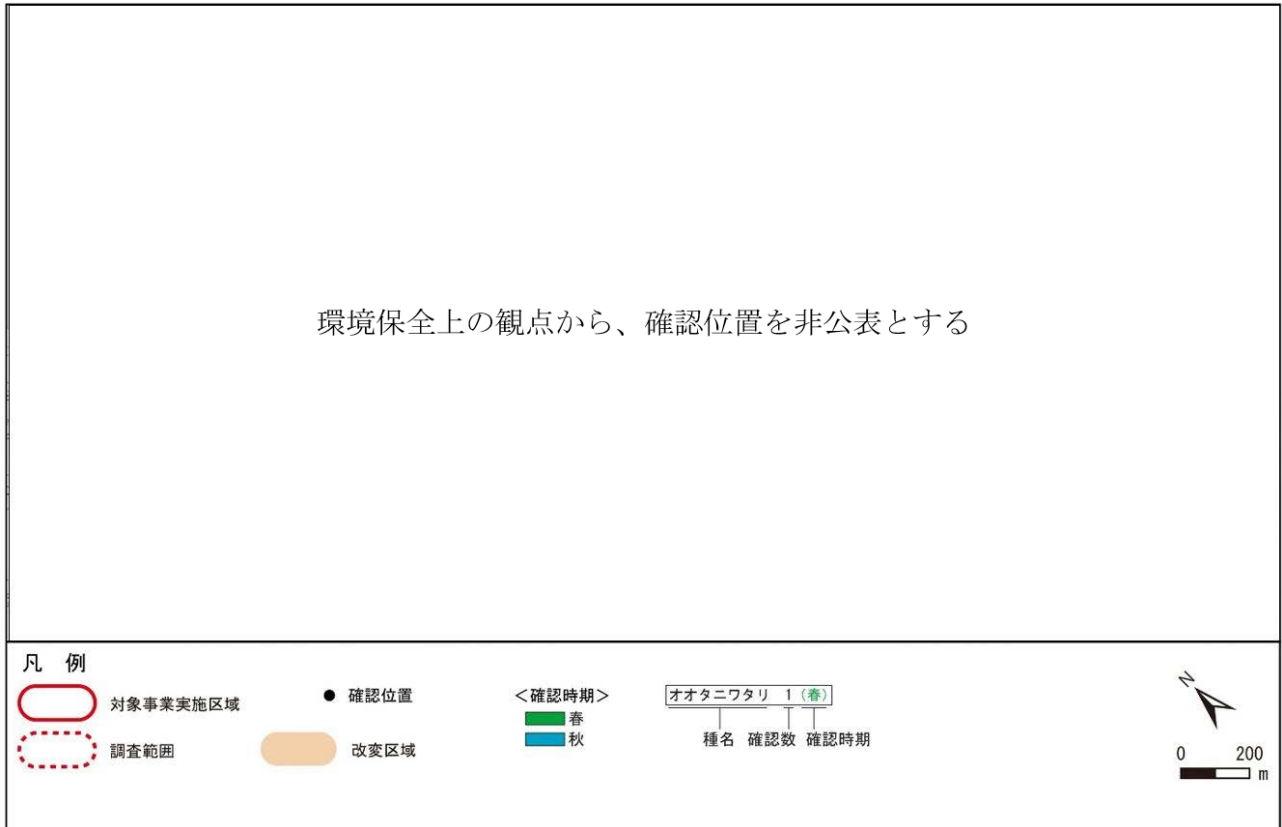 環境保全上の観点から、確認位置を非公表とする
凡 例
対象事業実施区域
調査範囲
● 確認位置
改変区域
＜確認時期＞
春
秋
オオタニワタリ 1 (春)
種名 確認数 確認時期
N
0 200
m